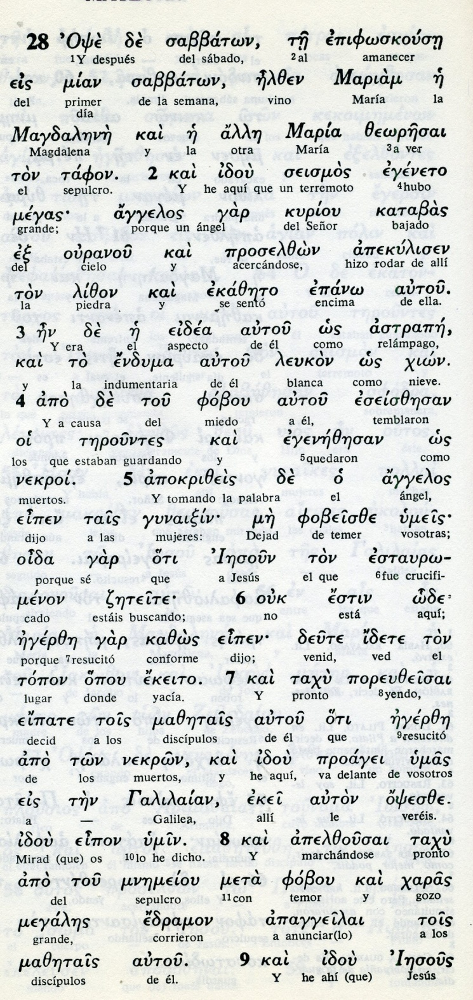 28 Ὀψὲ δὲ σαββάτων, τῇ ἐπιφωσκούσῃ
¹Y después del sábado, ²al amanecer
εἰς μίαν σαββάτων, ἦλθεν Μαριὰμ ἡ
del primer de la semana, vino María la
día
Μαγδαληνὴ καὶ ἡ ἄλλη Μαρία θεωρῆσαι
Magdalena y la otra María ³a ver
τὸν τάφον. 2 καὶ ἰδοὺ σεισμὸς ἐγένετο
el sepulcro. Y he aquí que un terremoto ⁴hubo
μέγας· ἄγγελος γὰρ κυρίου καταβὰς
grande; porque un ángel del Señor bajado
ἐξ οὐρανοῦ καὶ προσελθὼν ἀπεκύλισεν
del cielo y acercándose, hizo rodar de allí
τὸν λίθον καὶ ἐκάθητο ἐπάνω αὐτοῦ.
la piedra y se sentó encima de ella.
3 ἦν δὲ ἡ εἰδέα αὐτοῦ ὡς ἀστραπή,
Y era el aspecto de él como relámpago,
καὶ τὸ ἔνδυμα αὐτοῦ λευκὸν ὡς χιών.
y la indumentaria de él blanca como nieve.
4 ἀπὸ δὲ τοῦ φόβου αὐτοῦ ἐσείσθησαν
Y a causa del miedo a él, temblaron
οἱ τηροῦντες καὶ ἐγενήθησαν ὡς
los que estaban guardando y ⁵quedaron como
νεκροί. 5 ἀποκριθεὶς δὲ ὁ ἄγγελος
muertos. Y tomando la palabra el ángel,
εἶπεν ταῖς γυναιξίν· μὴ φοβεῖσθε ὑμεῖς·
dijo a las mujeres: Dejad de temer vosotras;
οἶδα γὰρ ὅτι Ἰησοῦν τὸν ἐσταυρω-
porque sé que a Jesús el que ⁶fue crucifi-
μένον ζητεῖτε· 6 οὐκ ἔστιν ὧδε·
cado estáis buscando; no está aquí;
ἠγέρθη γὰρ καθὼς εἶπεν· δεῦτε ἴδετε τὸν
porque ⁷resucitó conforme dijo; venid, ved el
τόπον ὅπου ἔκειτο. 7 καὶ ταχὺ πορευθεῖσαι
lugar donde yacía. Y pronto ⁸yendo,
εἴπατε τοῖς μαθηταῖς αὐτοῦ ὅτι ἠγέρθη
decid a los discípulos de él que ⁹resucitó
ἀπὸ τῶν νεκρῶν, καὶ ἰδοὺ προάγει ὑμᾶς
de los muertos, y he aquí, va delante de vosotros
εἰς τὴν Γαλιλαίαν, ἐκεῖ αὐτὸν ὄψεσθε.
a — Galilea, allí le veréis.
ἰδοὺ εἶπον ὑμῖν. 8 καὶ ἀπελθοῦσαι ταχὺ
Mirad (que) os ¹⁰lo he dicho. Y marchándose pronto
ἀπὸ τοῦ μνημείου μετὰ φόβου καὶ χαρᾶς
del sepulcro ¹¹con temor y gozo
μεγάλης ἔδραμον ἀπαγγεῖλαι τοῖς
grande, corrieron a anunciar(lo) a los
μαθηταῖς αὐτοῦ. 9 καὶ ἰδοὺ Ἰησοῦς
discípulos de él. Y he ahí (que) Jesús